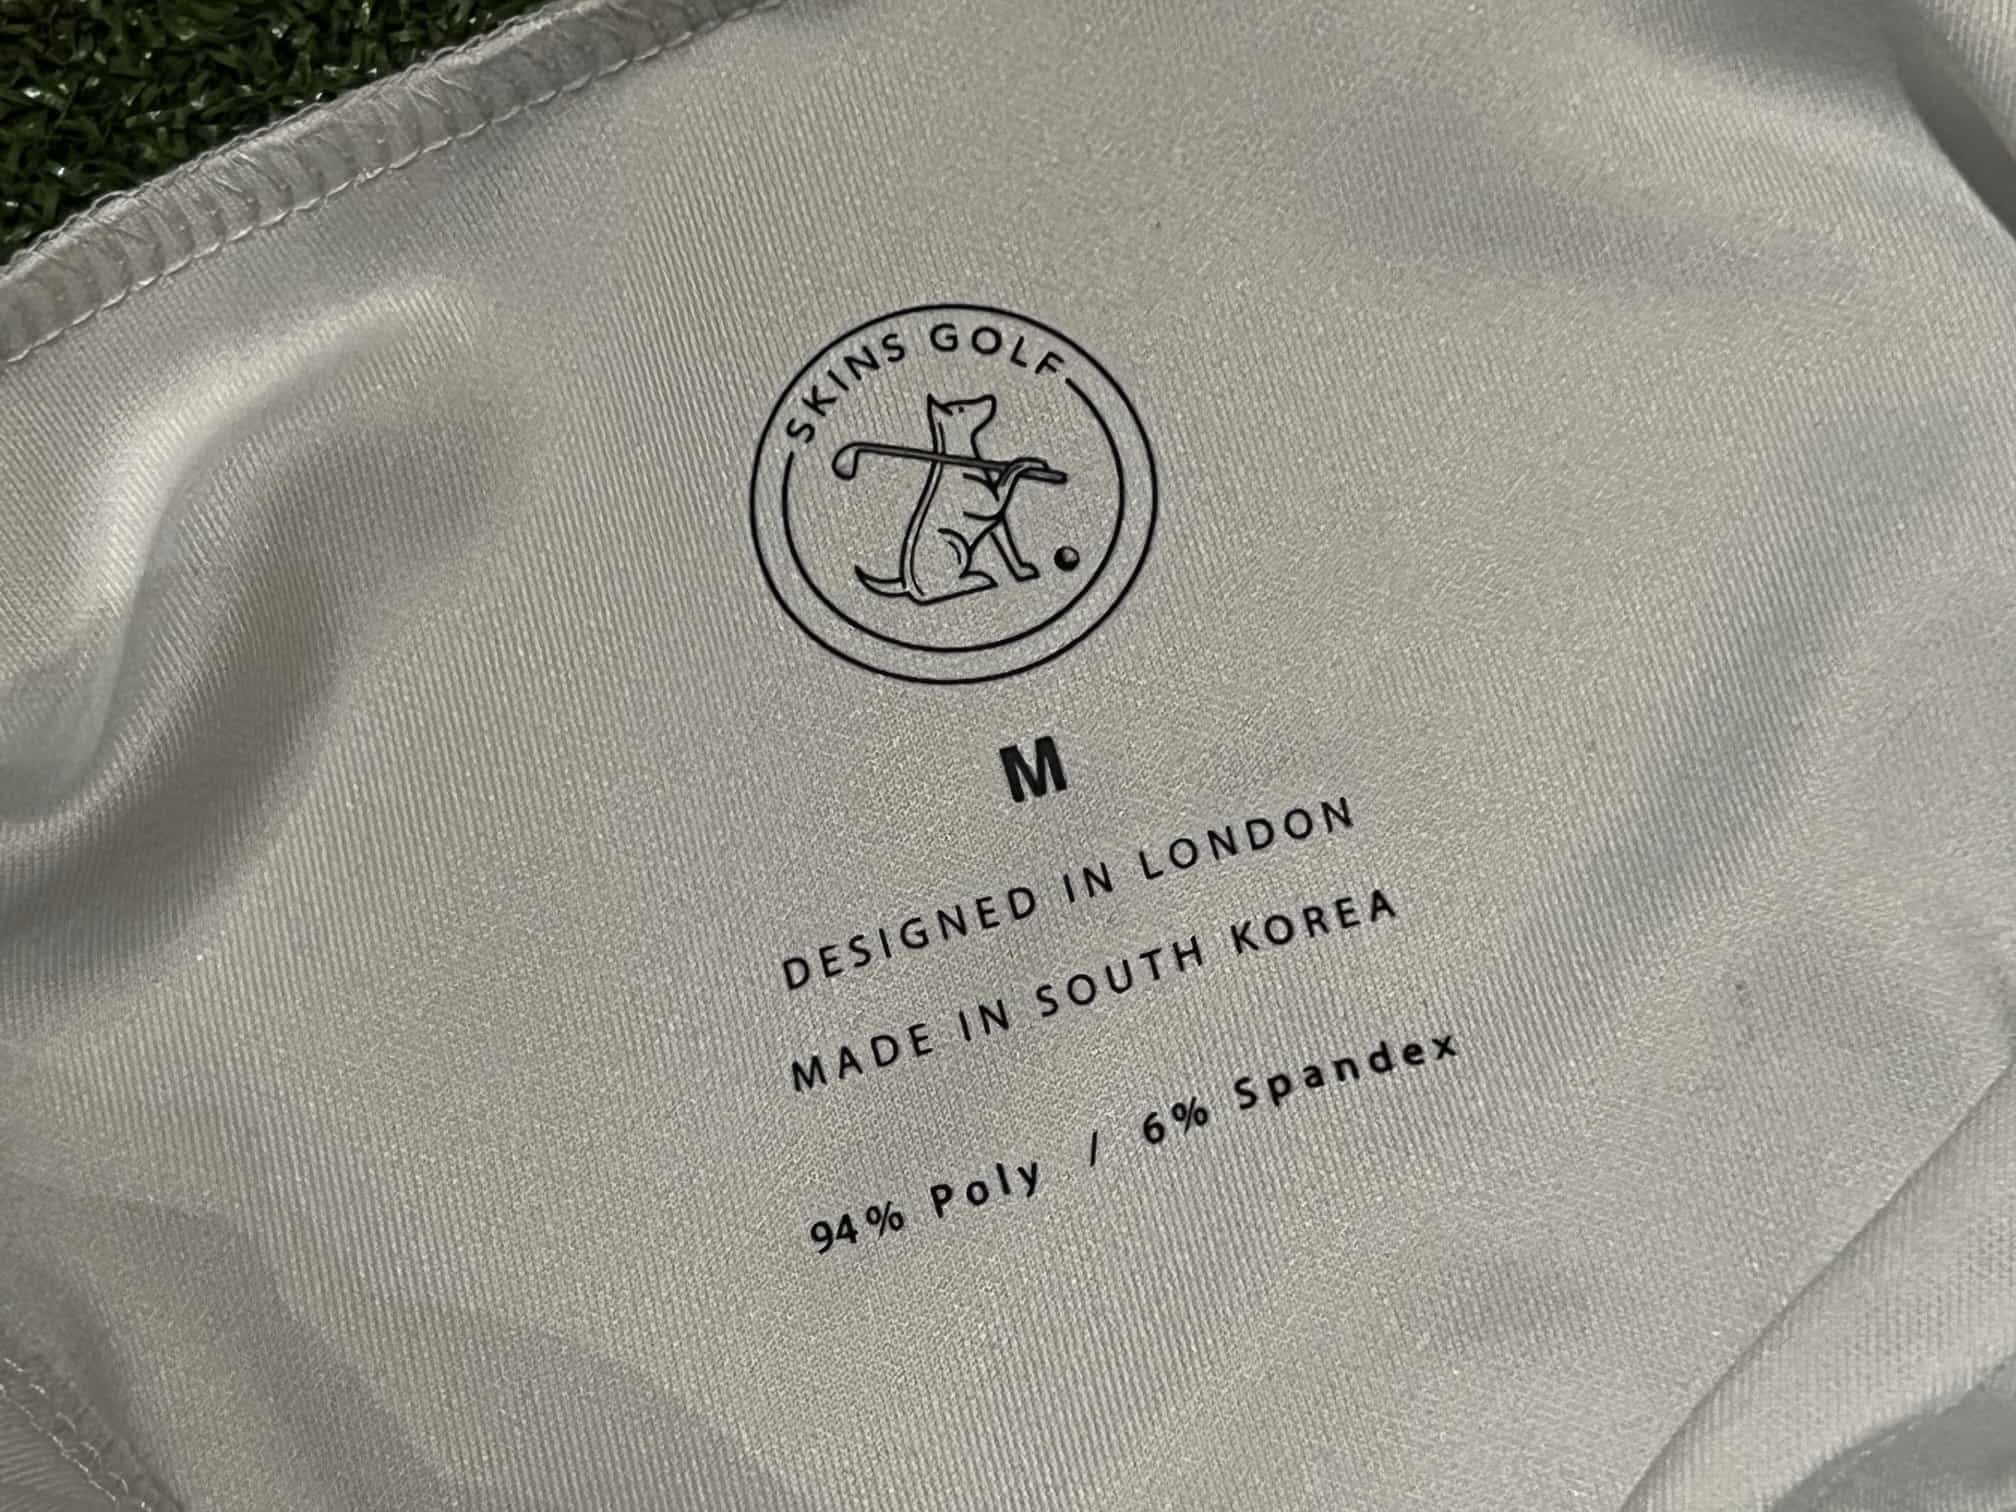 SKINS GOLF
M
DESIGNED IN LONDON
MADE IN SOUTH KOREA
94% Poly / 6% Spandex